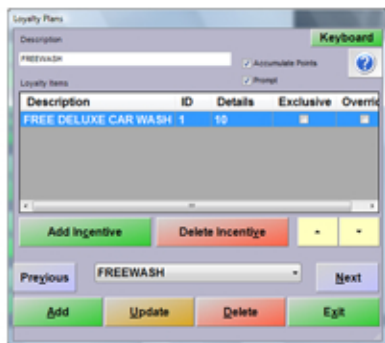 Loyalty Plans
Description
Keyboard
FREEWASH
Accumulate Points
?
Prompt
Loyalty Items
Description ID Details Exclusive Overric
FREE DELUXE CAR WASH 1 10
Add Incentive Delete Incentive
Previous FREEWASH Next
Add Update Delete Exit